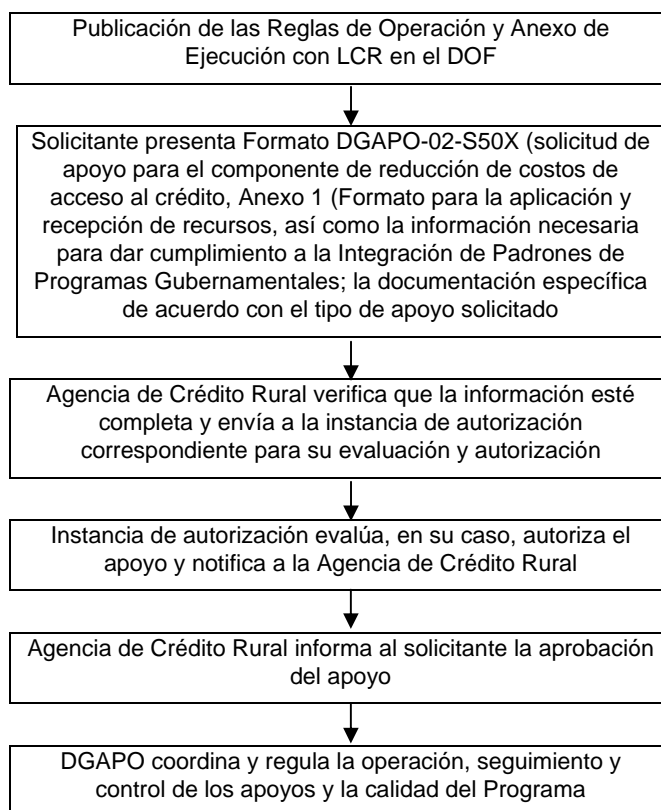 Publicación de las Reglas de Operación y Anexo de
Ejecución con LCR en el DOF
Solicitante presenta Formato DGAPO-02-S50X (solicitud de
apoyo para el componente de reducción de costos de
acceso al crédito, Anexo 1 (Formato para la aplicación y
recepción de recursos, así como la información necesaria
para dar cumplimiento a la Integración de Padrones de
Programas Gubernamentales; la documentación específica
de acuerdo con el tipo de apoyo solicitado
Agencia de Crédito Rural verifica que la información esté
completa y envía a la instancia de autorización
correspondiente para su evaluación y autorización
Instancia de autorización evalúa, en su caso, autoriza el
apoyo y notifica a la Agencia de Crédito Rural
Agencia de Crédito Rural informa al solicitante la aprobación
del apoyo
DGAPO coordina y regula la operación, seguimiento y
control de los apoyos y la calidad del Programa